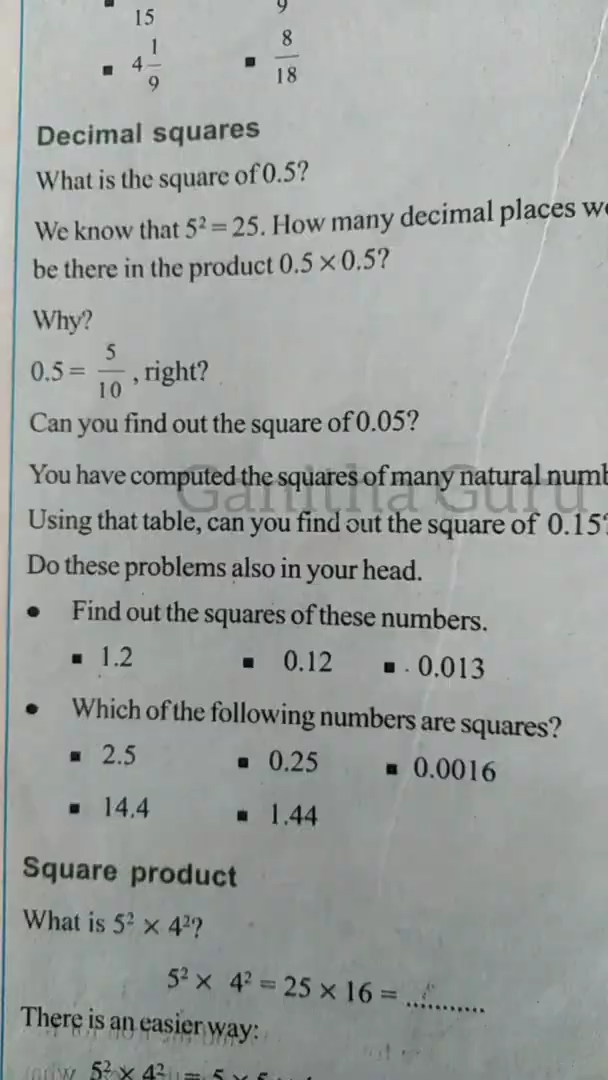 15
9
4 1/9
8/18
Decimal squares
What is the square of 0.5?
We know that 5² = 25. How many decimal places
be there in the product 0.5 × 0.5?
Why?
0.5 = 5/10 , right?
Can you find out the square of 0.05?
You have computed the squares of many natural
Ganitha Guru
Using that table, can you find out the square of 0.15?
Do these problems also in your head.
• Find out the squares of these numbers.
▪ 1.2 ▪ 0.12 ▪ 0.013
• Which of the following numbers are squares?
▪ 2.5 ▪ 0.25 ▪ 0.0016
▪ 14.4 ▪ 1.44
Square product
What is 5² × 4²?
5² × 4² = 25 × 16 = ...........
There is an easier way:
5² × 4² = 5 × 5